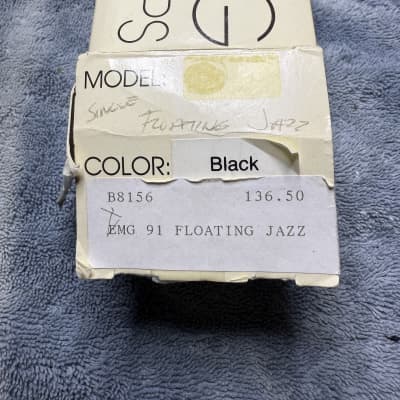 MODEL:
SINGLE FLOATING JAZZ
COLOR: Black
B8156 136.50
EMG 91 FLOATING JAZZ